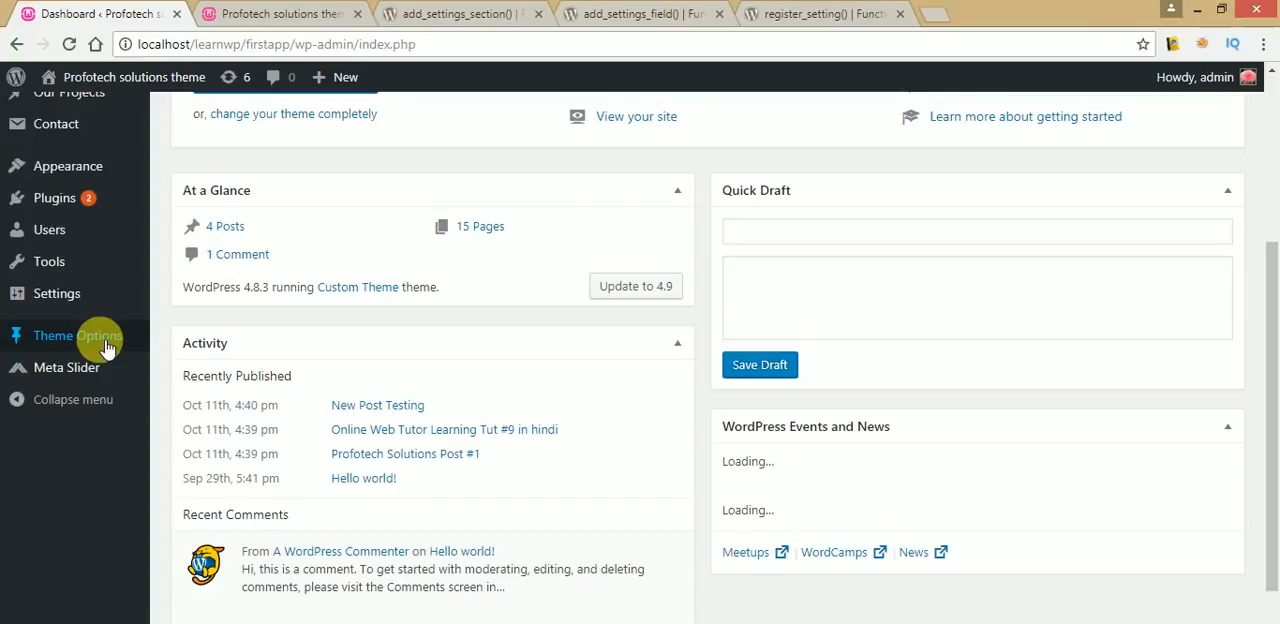 Dashboard ‹ Profotech s
Profotech solutions them
add_settings_section() |
add_settings_field() | Fu
register_setting() | Funct
localhost/learnwp/firstapp/wp-admin/index.php
IQ
Profotech solutions theme
6
0
New
Howdy, admin
Our Projects
Contact
Appearance
Plugins 2
Users
Tools
Settings
Theme Options
Meta Slider
Collapse menu
or, change your theme completely
View your site
Learn more about getting started
At a Glance
4 Posts
15 Pages
1 Comment
WordPress 4.8.3 running Custom Theme theme.
Update to 4.9
Activity
Recently Published
Oct 11th, 4:40 pm New Post Testing
Oct 11th, 4:39 pm Online Web Tutor Learning Tut #9 in hindi
Oct 11th, 4:39 pm Profotech Solutions Post #1
Sep 29th, 5:41 pm Hello world!
Recent Comments
From A WordPress Commenter on Hello world!
Hi, this is a comment. To get started with moderating, editing, and deleting
comments, please visit the Comments screen in...
Quick Draft
Save Draft
WordPress Events and News
Loading...
Loading...
Meetups | WordCamps | News